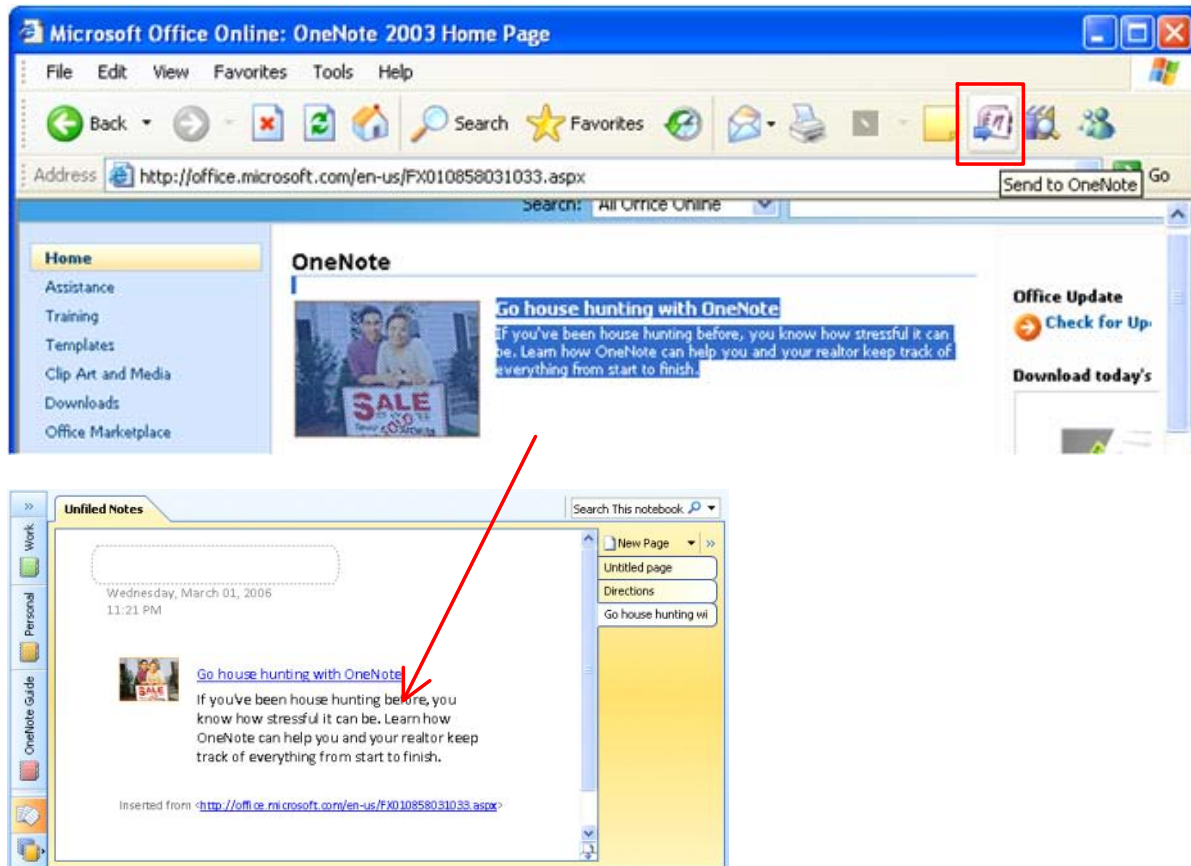 Microsoft Office Online: OneNote 2003 Home Page
File Edit View Favorites Tools Help
Back Search Favorites
Address http://office.microsoft.com/en-us/FX010858031033.aspx Go
Send to OneNote
Search: All Office Online
Home
Assistance
Training
Templates
Clip Art and Media
Downloads
Office Marketplace
OneNote
Go house hunting with OneNote
If you've been house hunting before, you know how stressful it can
be. Learn how OneNote can help you and your realtor keep track of
everything from start to finish.
SALE
SOLD
Office Update
Check for Up
Download today's
Unfiled Notes
Search This notebook
Work
Personal
OneNote Guide
New Page
Untitled page
Directions
Go house hunting wi
Wednesday, March 01, 2006
11:21 PM
SALE
Go house hunting with OneNote
If you've been house hunting before, you
know how stressful it can be. Learn how
OneNote can help you and your realtor keep
track of everything from start to finish.
Inserted from <http://office.microsoft.com/en-us/FX010858031033.aspx>